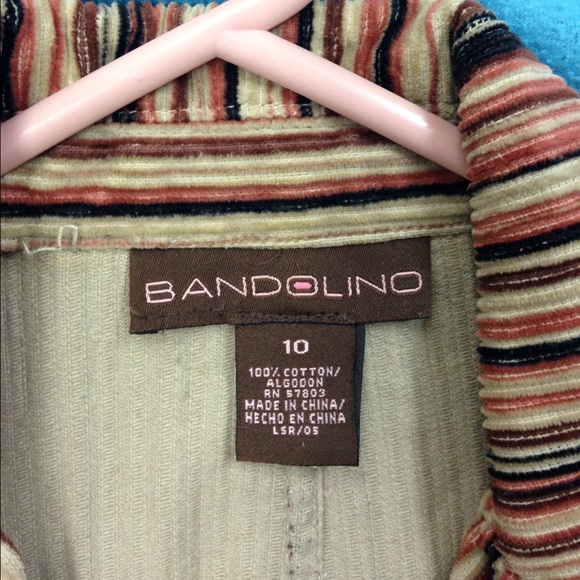 BANDOLINO
10
100% COTTON/
ALGODON
RN 57803
MADE IN CHINA/
HECHO EN CHINA
LSR/05